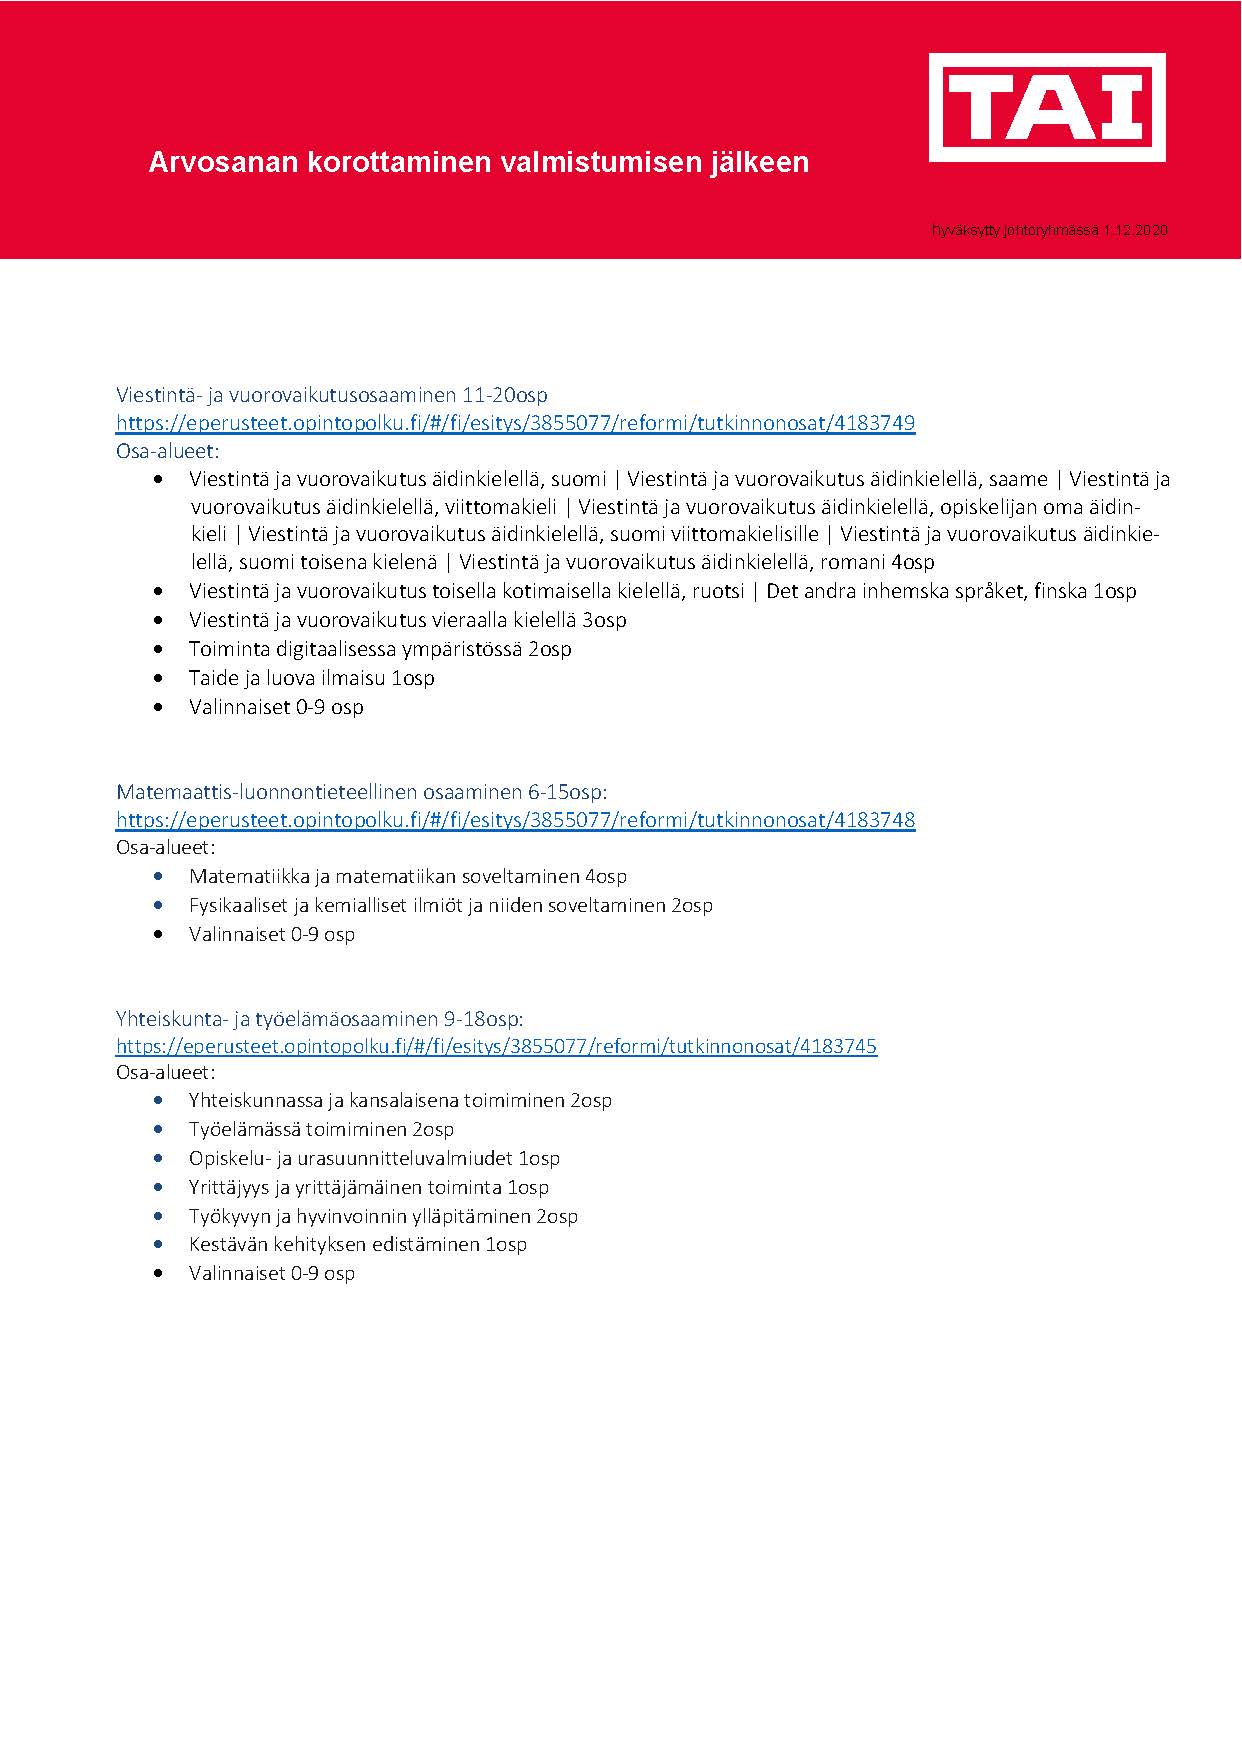 TAI
Arvosanan korottaminen valmistumisen jälkeen
hyväksytty johtoryhmässä 1.12.2020
Viestintä- ja vuorovaikutusosaaminen 11-20osp
https://eperusteet.opintopolku.fi/#/fi/esitys/3855077/reformi/tutkinnonosat/4183749
Osa-alueet:
• Viestintä ja vuorovaikutus äidinkielellä, suomi | Viestintä ja vuorovaikutus äidinkielellä, saame | Viestintä ja
vuorovaikutus äidinkielellä, viittomakieli | Viestintä ja vuorovaikutus äidinkielellä, opiskelijan oma äidin-
kieli | Viestintä ja vuorovaikutus äidinkielellä, suomi viittomakielisille | Viestintä ja vuorovaikutus äidinkie-
lellä, suomi toisena kielenä | Viestintä ja vuorovaikutus äidinkielellä, romani 4osp
• Viestintä ja vuorovaikutus toisella kotimaisella kielellä, ruotsi | Det andra inhemska språket, finska 1osp
• Viestintä ja vuorovaikutus vieraalla kielellä 3osp
• Toiminta digitaalisessa ympäristössä 2osp
• Taide ja luova ilmaisu 1osp
• Valinnaiset 0-9 osp
Matemaattis-luonnontieteellinen osaaminen 6-15osp:
https://eperusteet.opintopolku.fi/#/fi/esitys/3855077/reformi/tutkinnonosat/4183748
Osa-alueet:
• Matematiikka ja matematiikan soveltaminen 4osp
• Fysikaaliset ja kemialliset ilmiöt ja niiden soveltaminen 2osp
• Valinnaiset 0-9 osp
Yhteiskunta- ja työelämäosaaminen 9-18osp:
https://eperusteet.opintopolku.fi/#/fi/esitys/3855077/reformi/tutkinnonosat/4183745
Osa-alueet:
• Yhteiskunnassa ja kansalaisena toimiminen 2osp
• Työelämässä toimiminen 2osp
• Opiskelu- ja urasuunnitteluvalmiudet 1osp
• Yrittäjyys ja yrittäjämäinen toiminta 1osp
• Työkyvyn ja hyvinvoinnin ylläpitäminen 2osp
• Kestävän kehityksen edistäminen 1osp
• Valinnaiset 0-9 osp